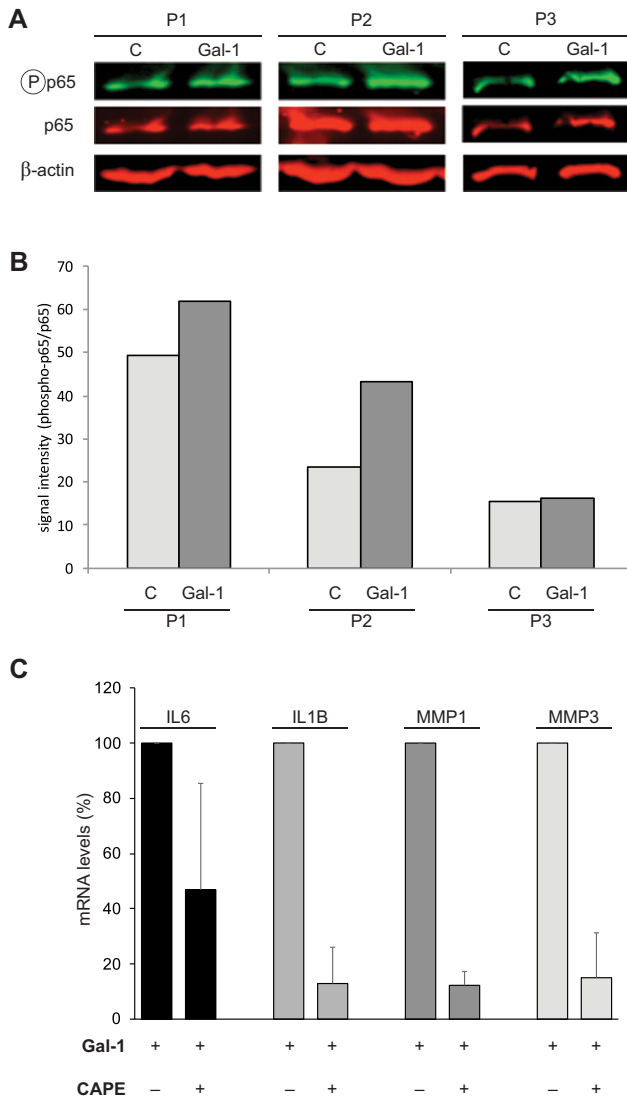 A
P1 P2 P3
C Gal-1 C Gal-1 C Gal-1
Pp65
p65
β-actin
B
signal intensity (phospho-p65/p65)
70
60
50
40
30
20
10
0
C Gal-1 C Gal-1 C Gal-1
P1 P2 P3
C
mRNA levels (%)
120
100
80
60
40
20
0
IL6 IL1B MMP1 MMP3
Gal-1 + + + + + + + +
CAPE – + – + – + – +